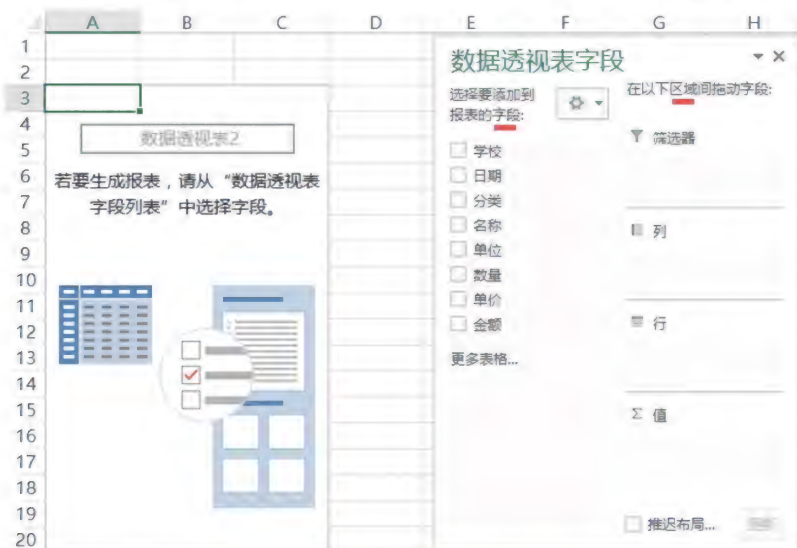 A B C D E F G H
1
2
3
4
5
6
7
8
9
10
11
12
13
14
15
16
17
18
19
20
数据透视表2
若要生成报表，请从“数据透视表
字段列表”中选择字段。
数据透视表字段
选择要添加到
报表的字段:
学校
日期
分类
名称
单位
数量
单价
金额
更多表格...
在以下区域间拖动字段:
筛选器
列
行
Σ 值
推迟布局...